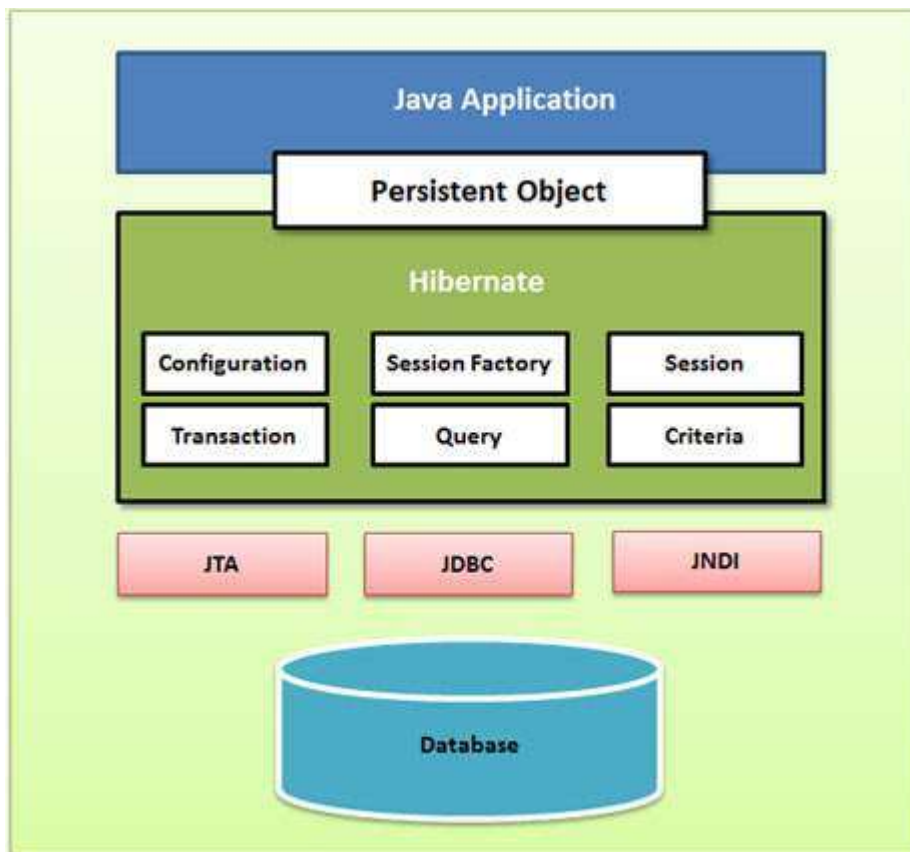 Java Application
Persistent Object
Hibernate
Configuration
Session Factory
Session
Transaction
Query
Criteria
JTA
JDBC
JNDI
Database